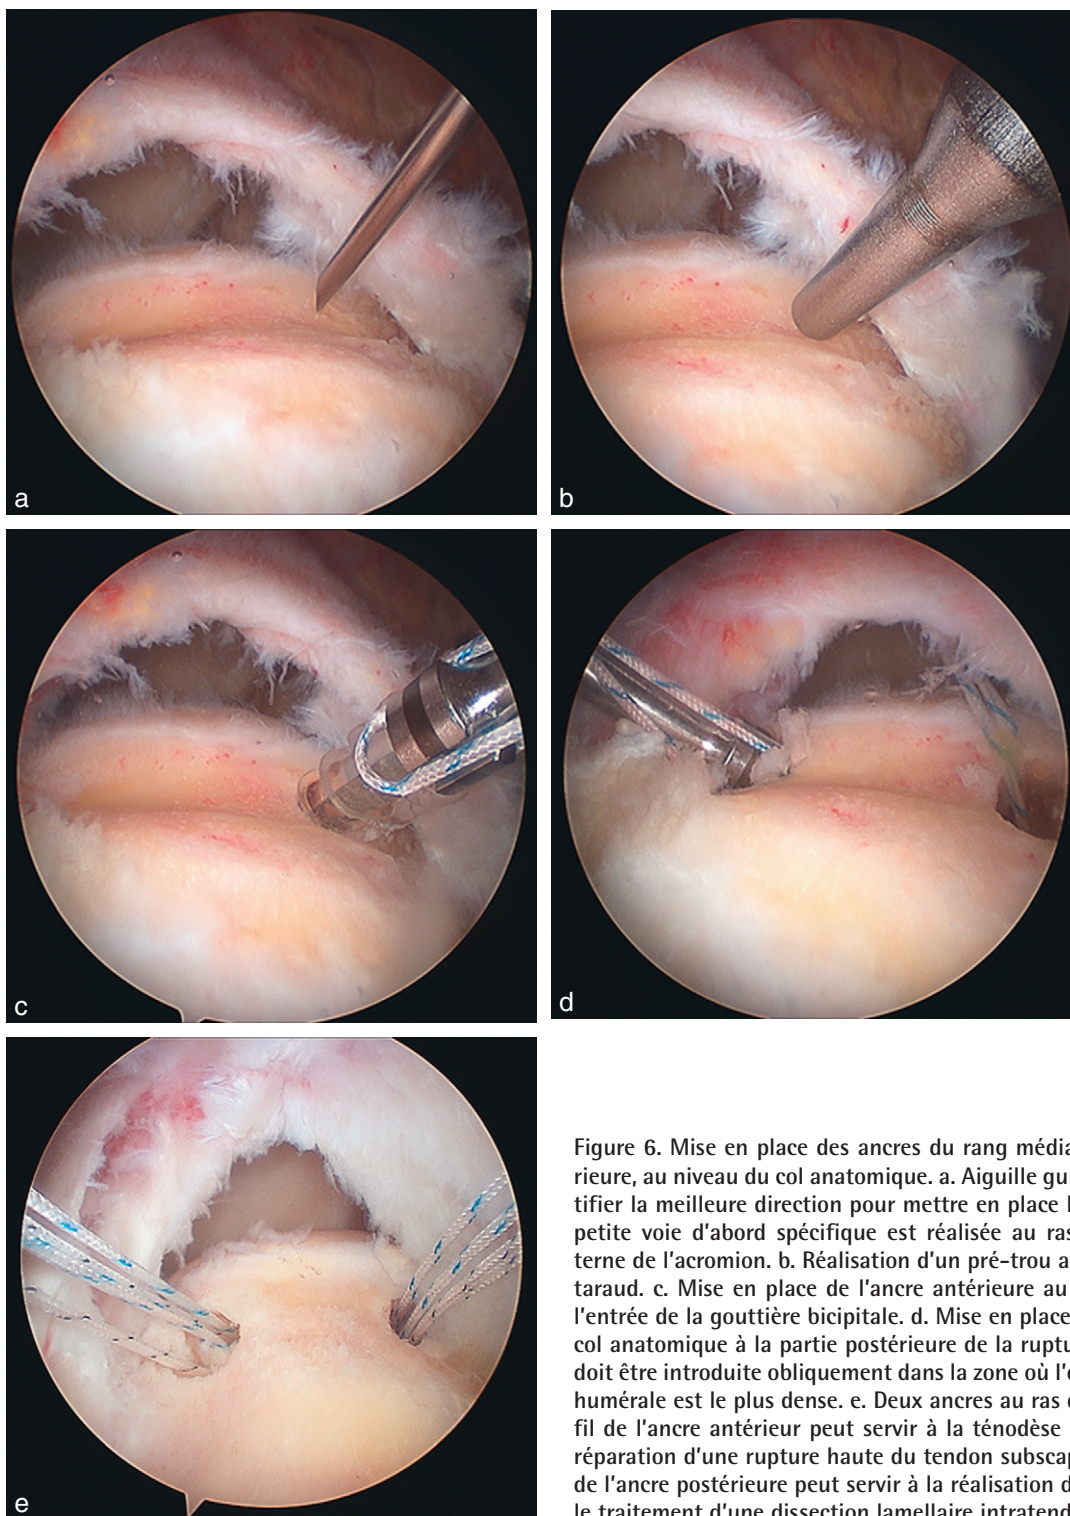 a
b
c
d
e
Figure 6. Mise en place des ancres du rang média
rieure, au niveau du col anatomique. a. Aiguille gui
tifier la meilleure direction pour mettre en place l
petite voie d'abord spécifique est réalisée au ras
terne de l'acromion. b. Réalisation d'un pré-trou a
taraud. c. Mise en place de l'ancre antérieure au
l'entrée de la gouttière bicipitale. d. Mise en place
col anatomique à la partie postérieure de la ruptu
doit être introduite obliquement dans la zone où l'
humérale est le plus dense. e. Deux ancres au ras
fil de l'ancre antérieur peut servir à la ténodèse
réparation d'une rupture haute du tendon subscap
de l'ancre postérieure peut servir à la réalisation d
le traitement d'une dissection lamellaire intratend